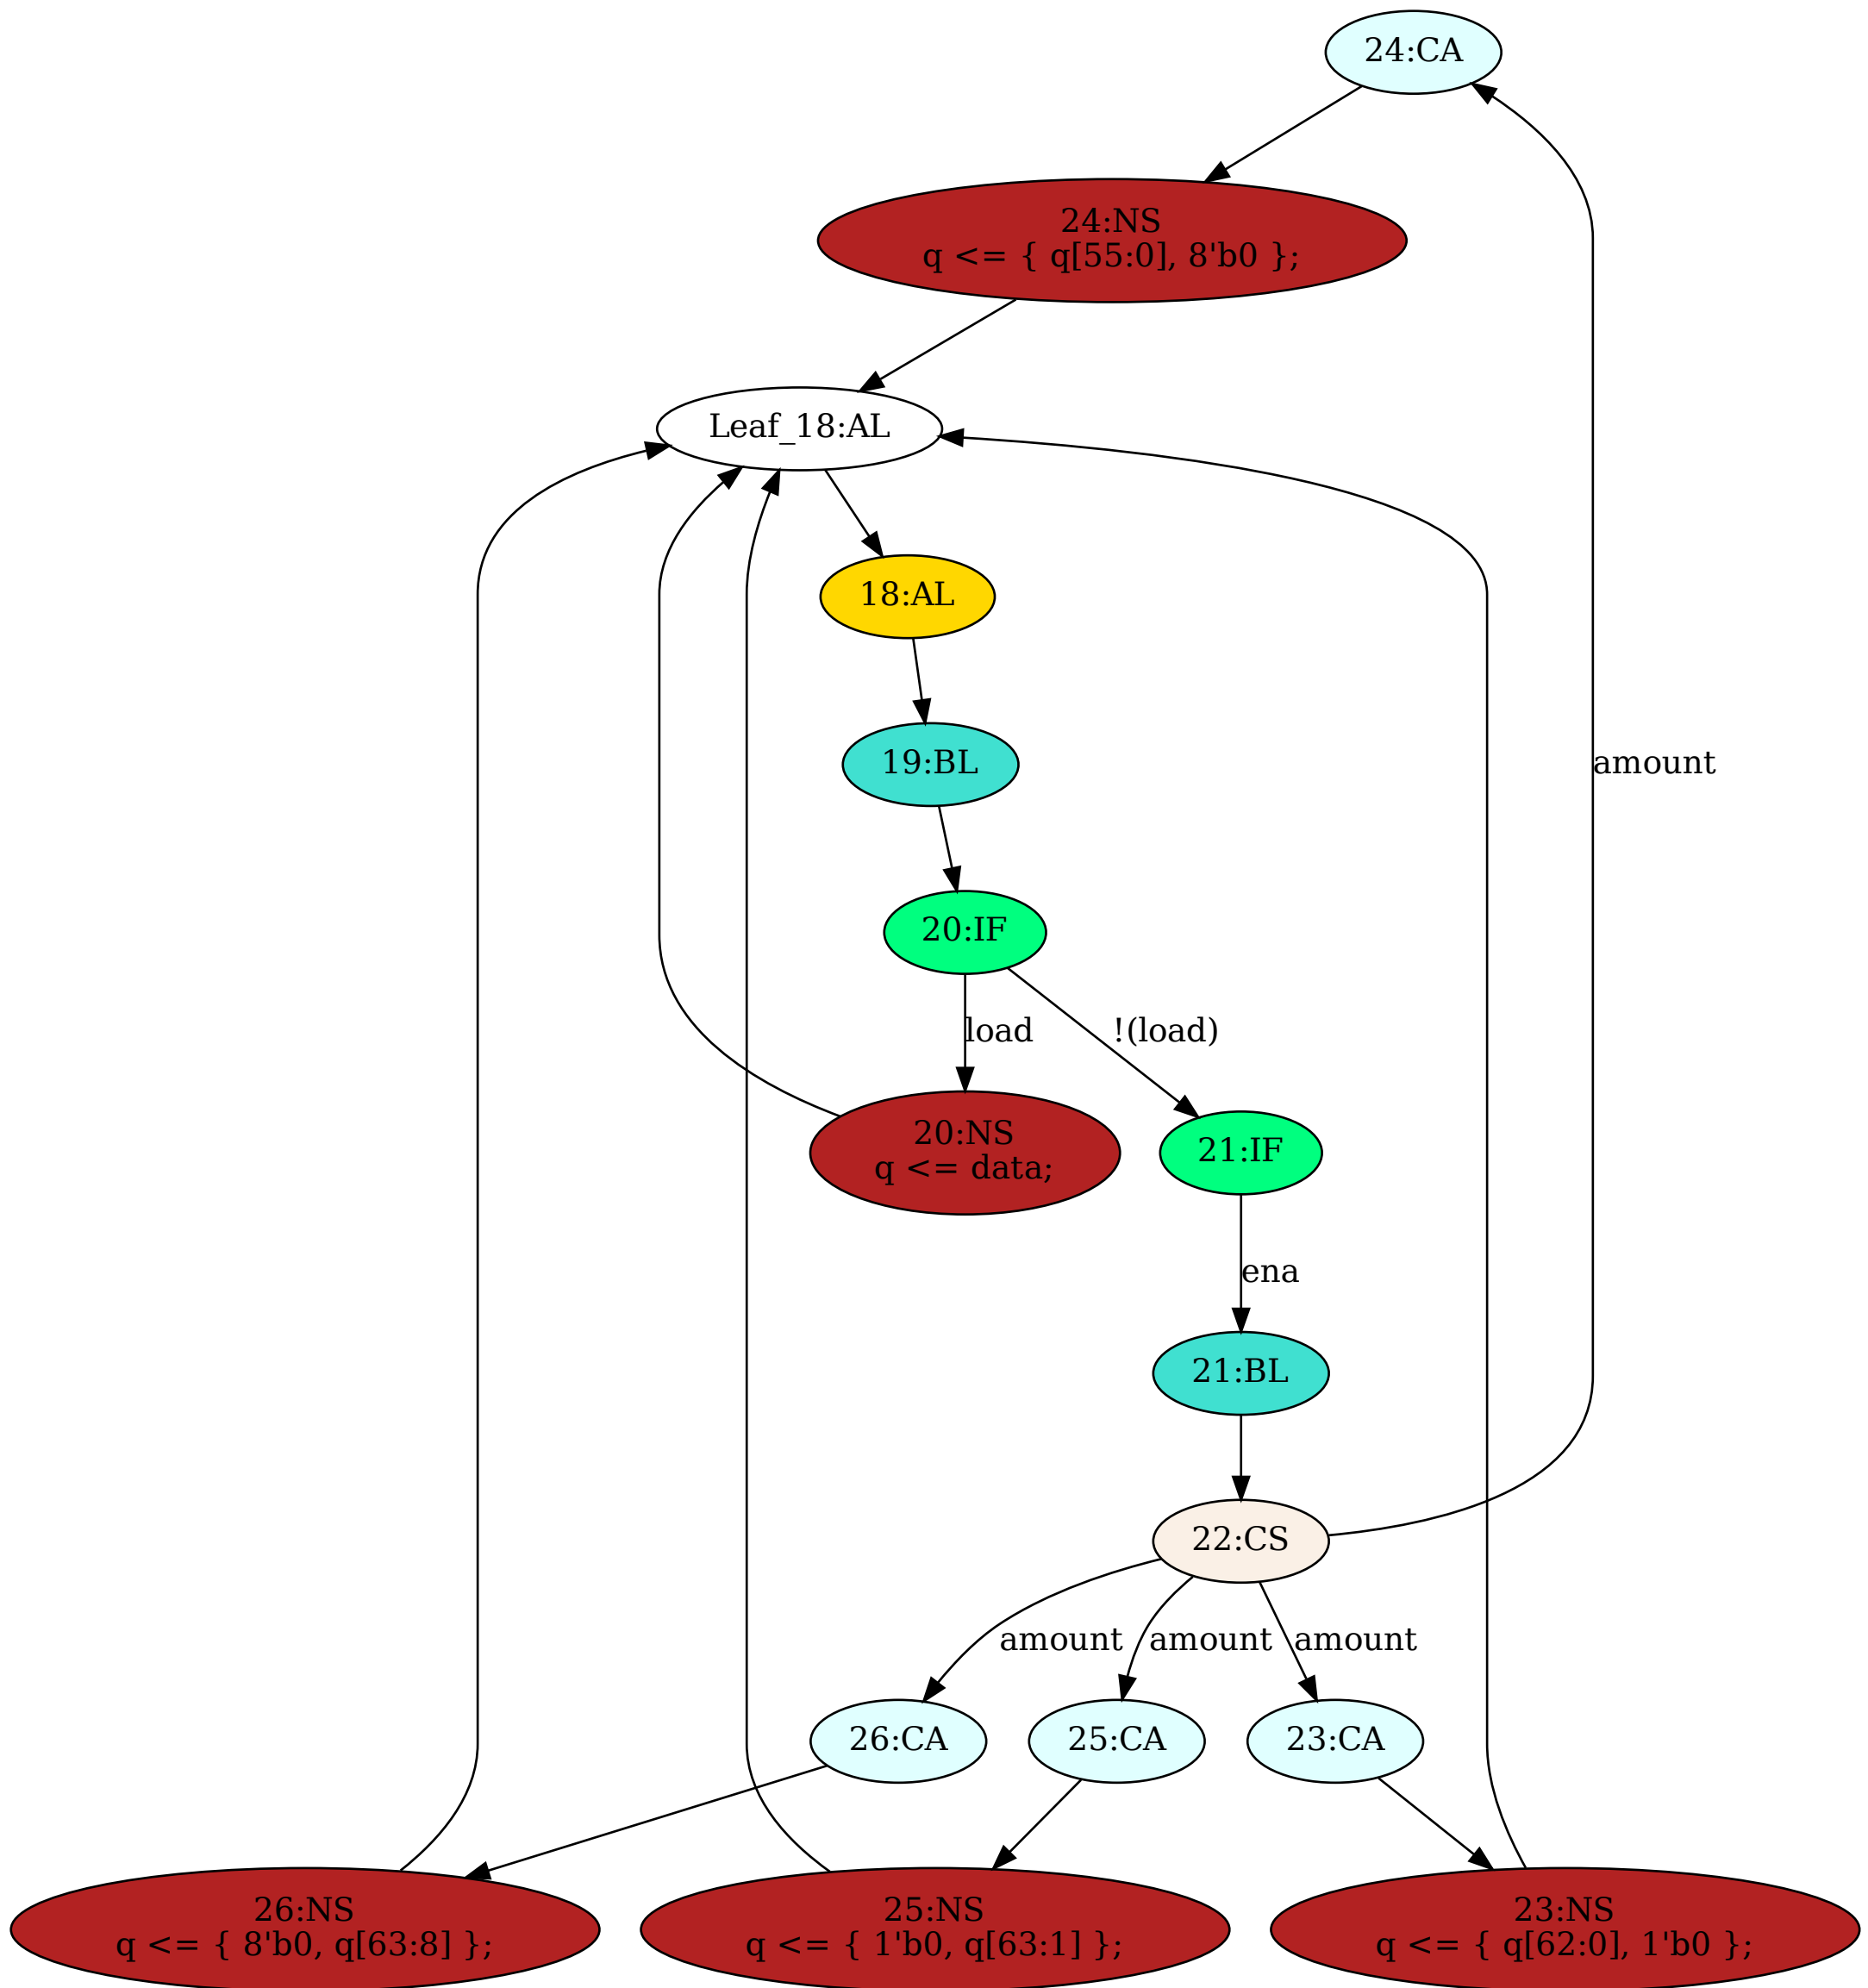 24:CA
24:NS
q <= { q[55:0], 8'b0 };
Leaf_18:AL
18:AL
19:BL
amount
20:IF
load
!(load)
20:NS
q <= data;
21:IF
ena
21:BL
22:CS
amount
amount
amount
26:CA
25:CA
23:CA
26:NS
q <= { 8'b0, q[63:8] };
25:NS
q <= { 1'b0, q[63:1] };
23:NS
q <= { q[62:0], 1'b0 };